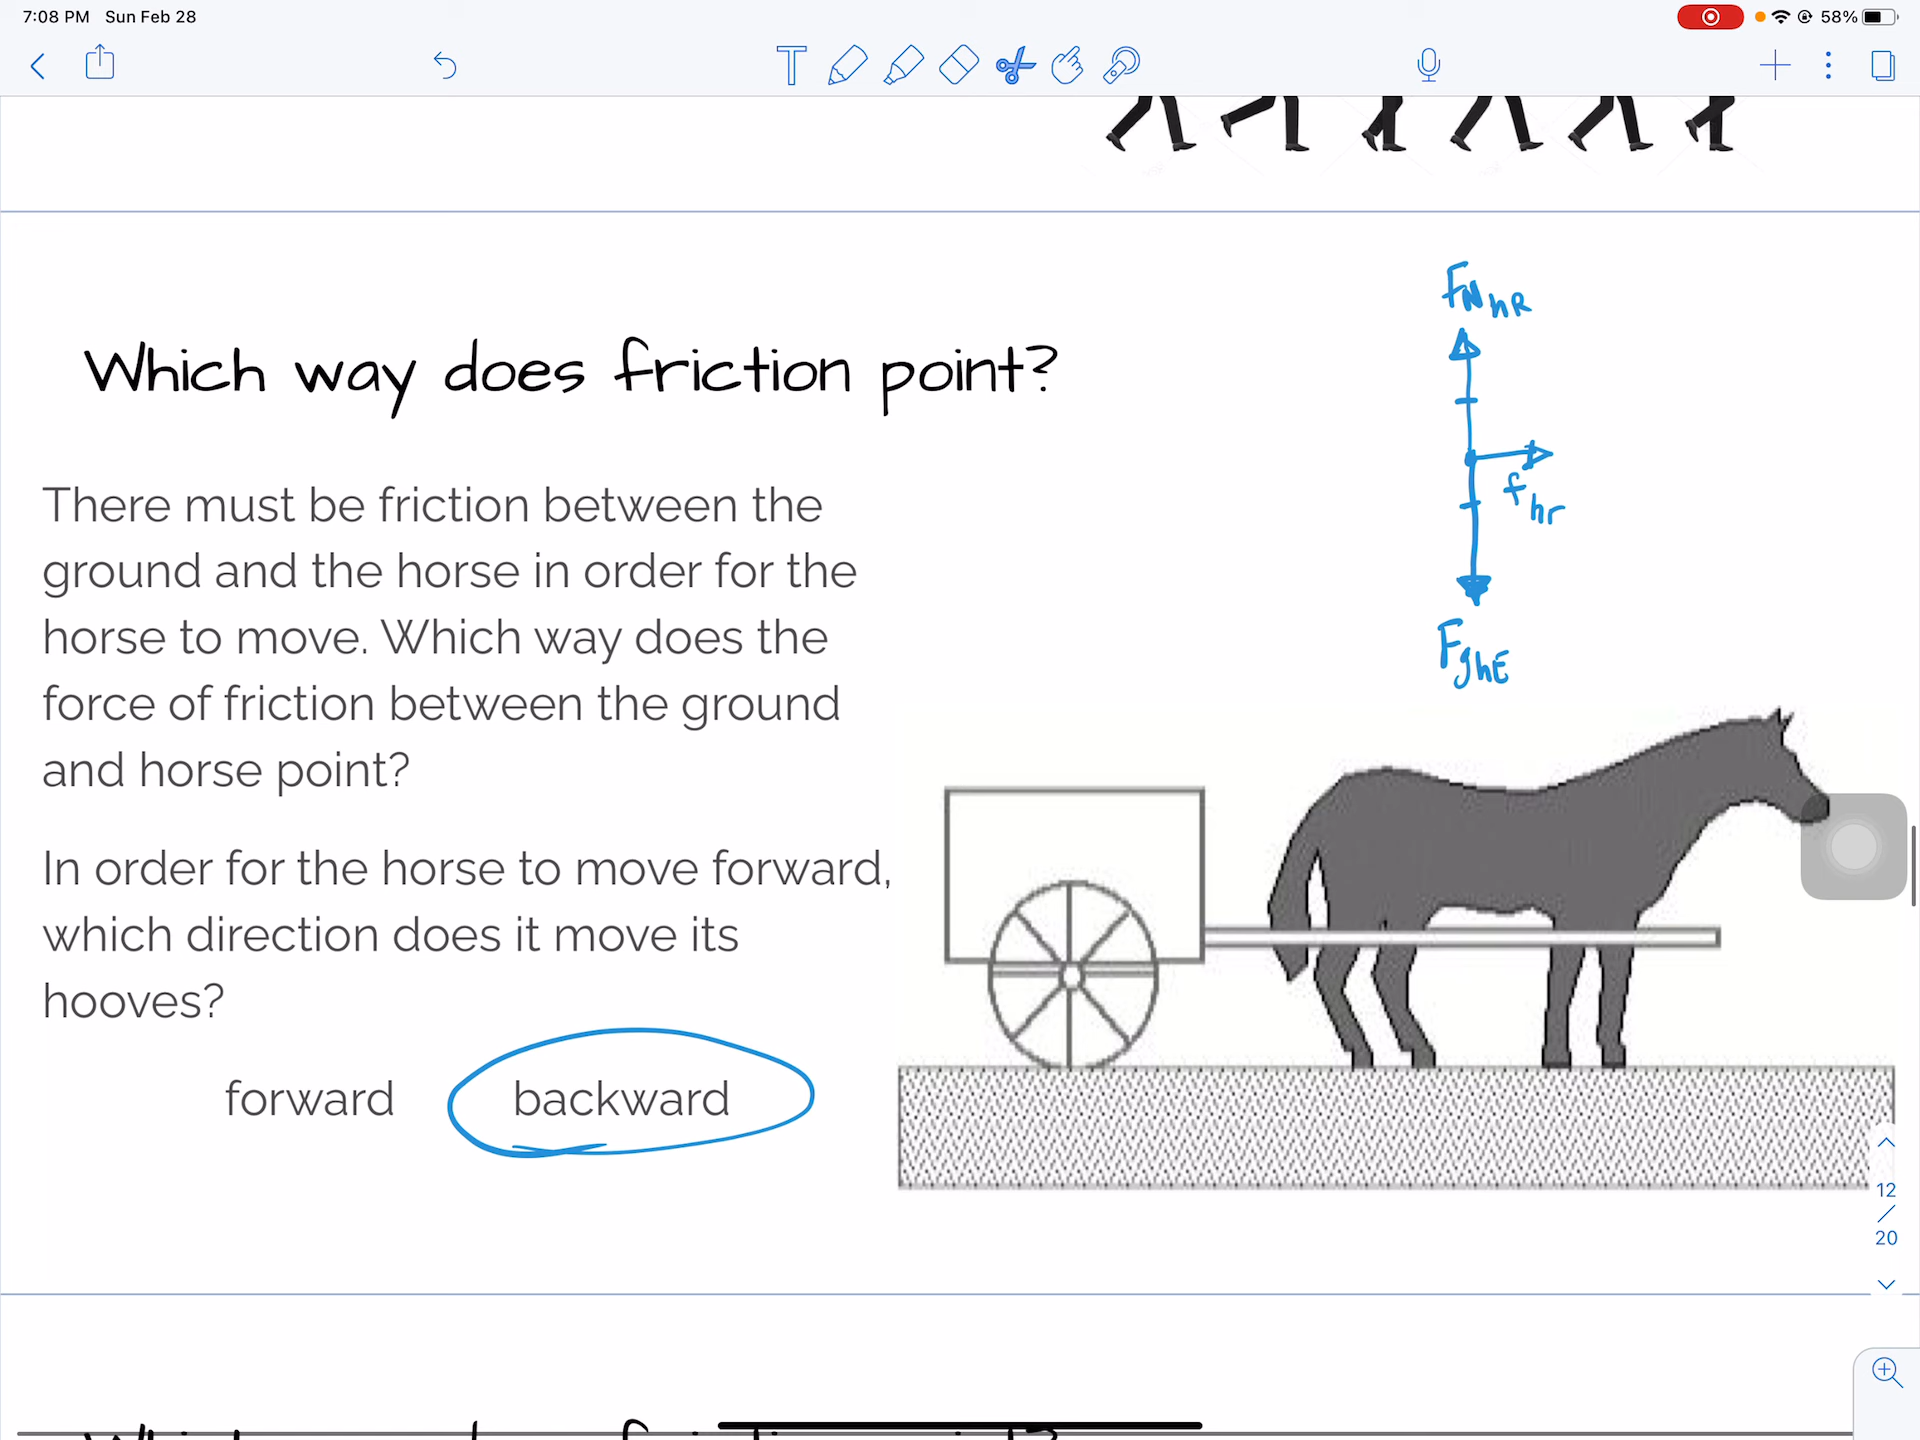 7:08 PM Sun Feb 28
58%
T
Which way does friction point?
There must be friction between the
ground and the horse in order for the
horse to move. Which way does the
force of friction between the ground
and horse point?
In order for the horse to move forward,
which direction does it move its
hooves?
forward backward
FNhR
fhr
FghE
12
/
20